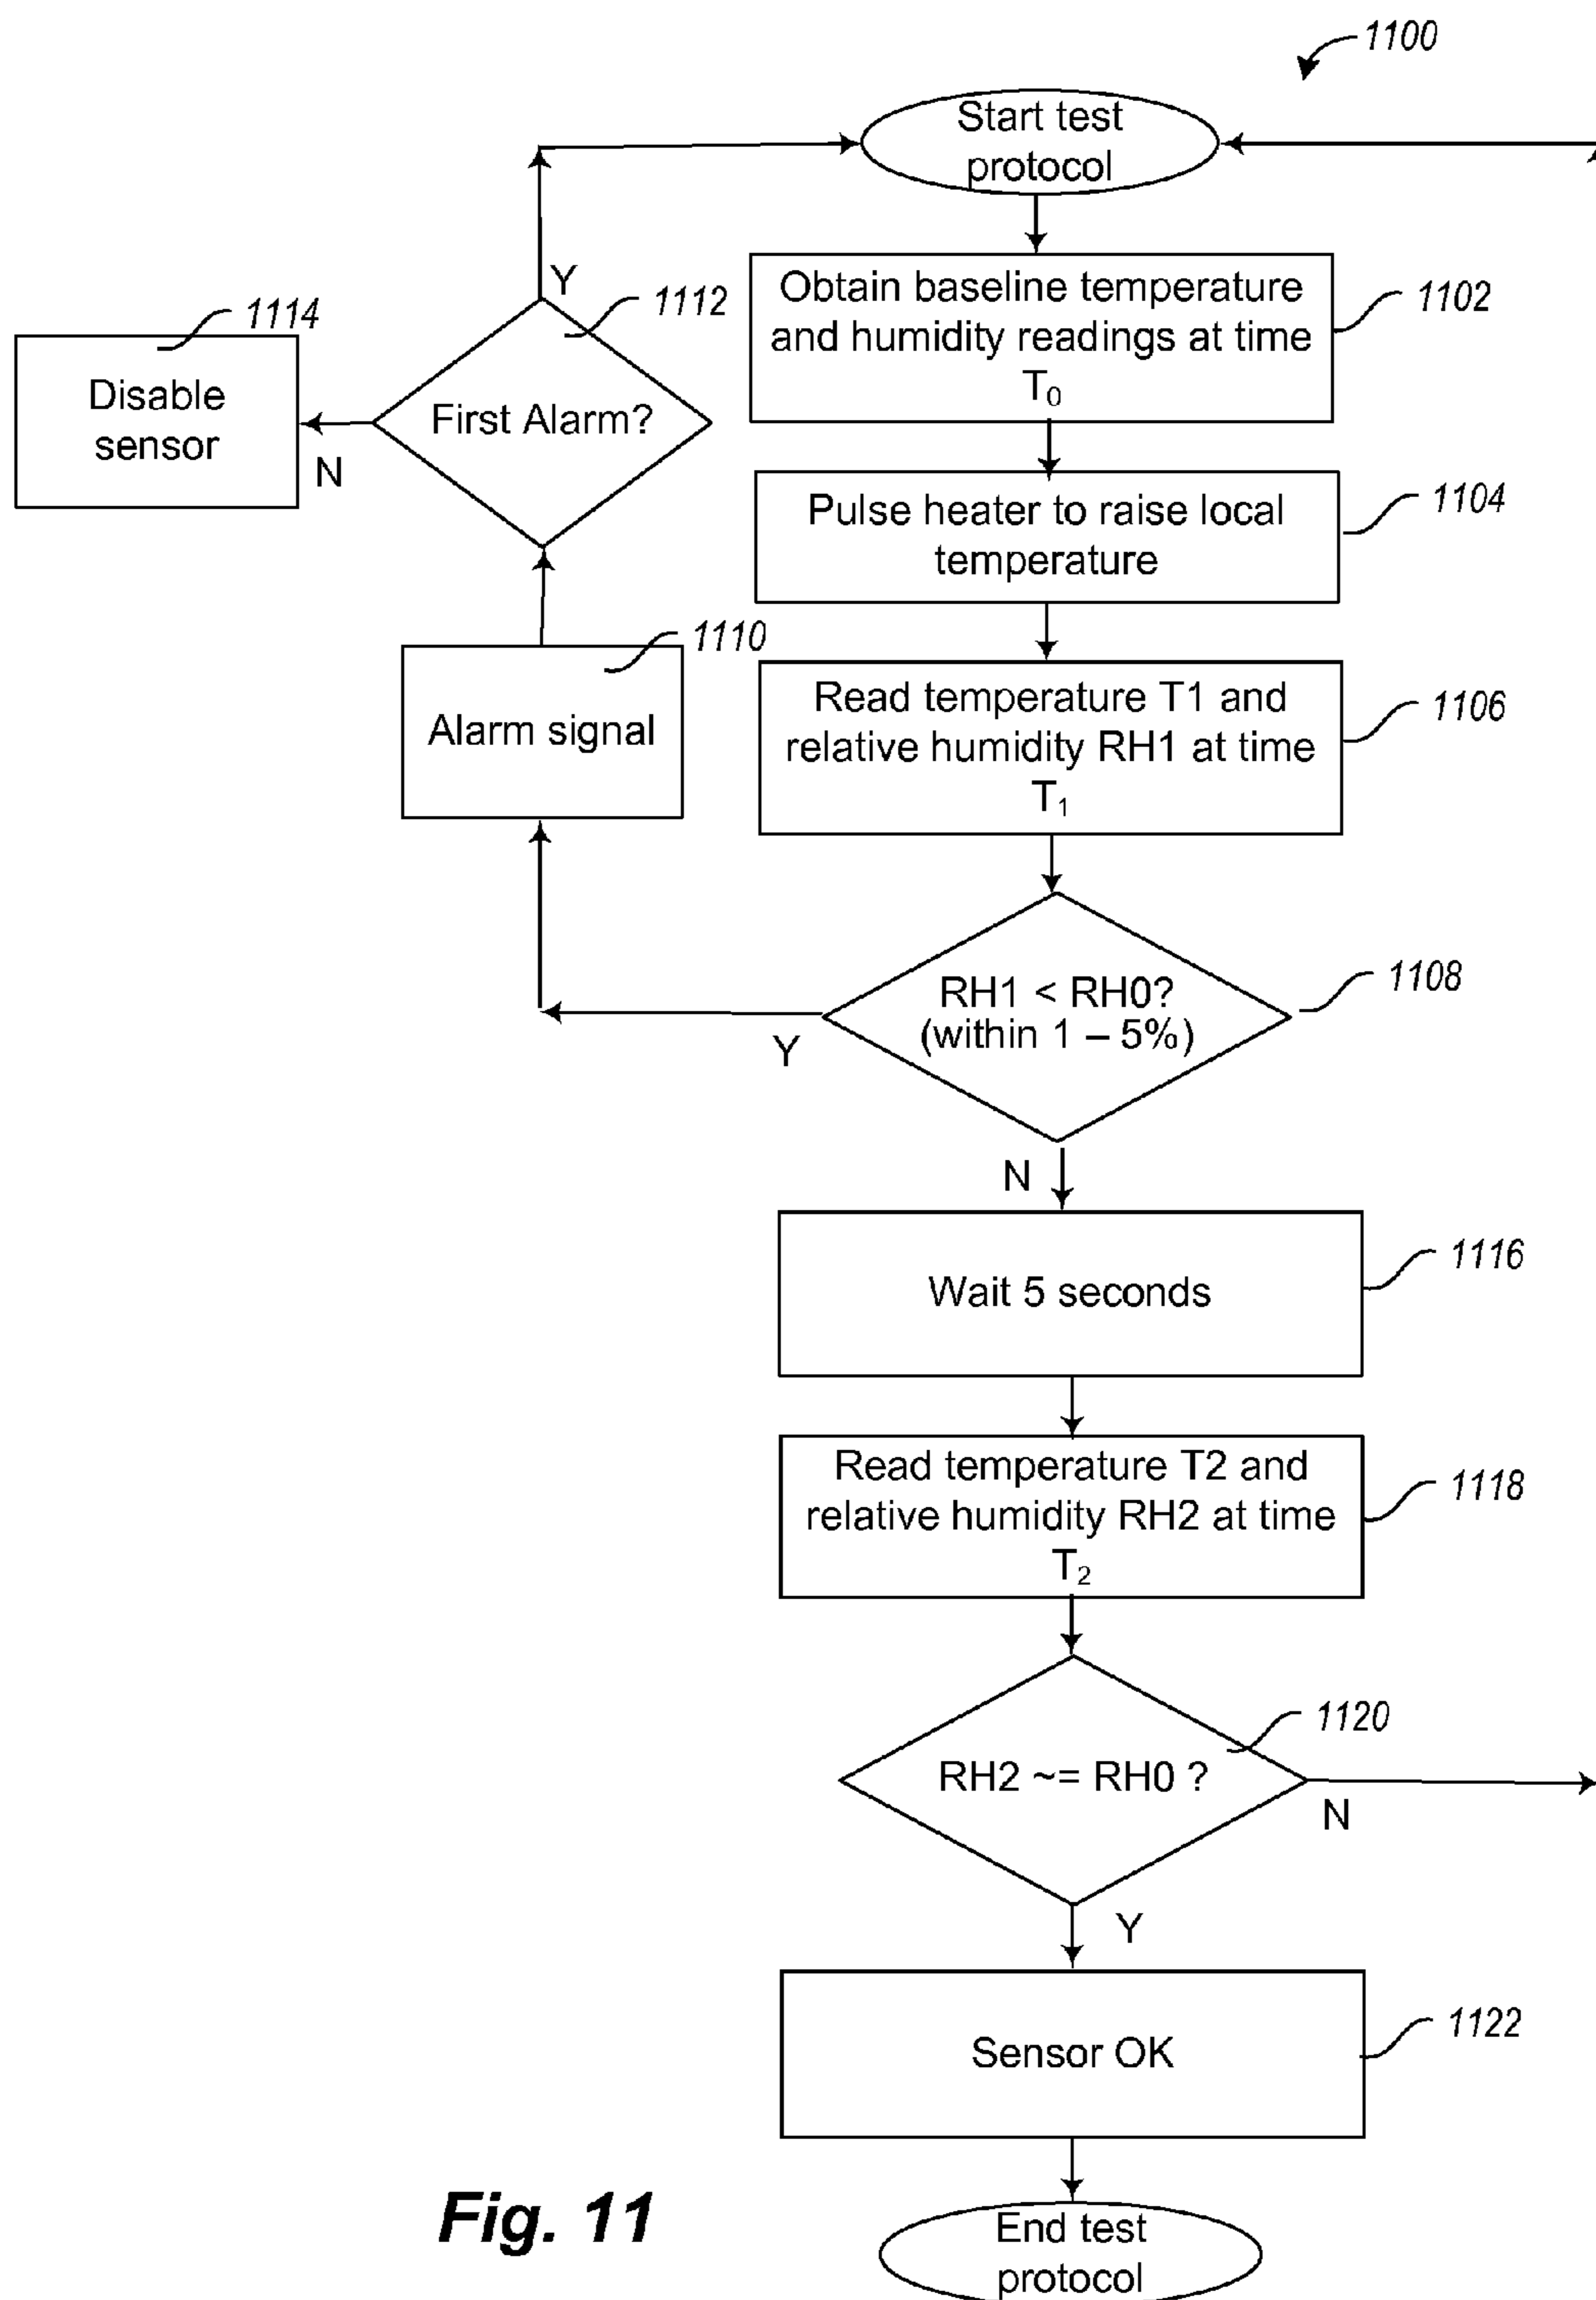 1100
Start test
protocol
Obtain baseline temperature
and humidity readings at time
T₀
1102
Y
1112
First Alarm?
1114
Disable
sensor
N
Pulse heater to raise local
temperature
1104
1110
Alarm signal
Read temperature T1 and
relative humidity RH1 at time
T₁
1106
RH1 < RH0?
(within 1 – 5%)
1108
Y
N
Wait 5 seconds
1116
Read temperature T2 and
relative humidity RH2 at time
T₂
1118
RH2 ~= RH0 ?
1120
N
Y
Sensor OK
1122
End test
protocol
Fig. 11